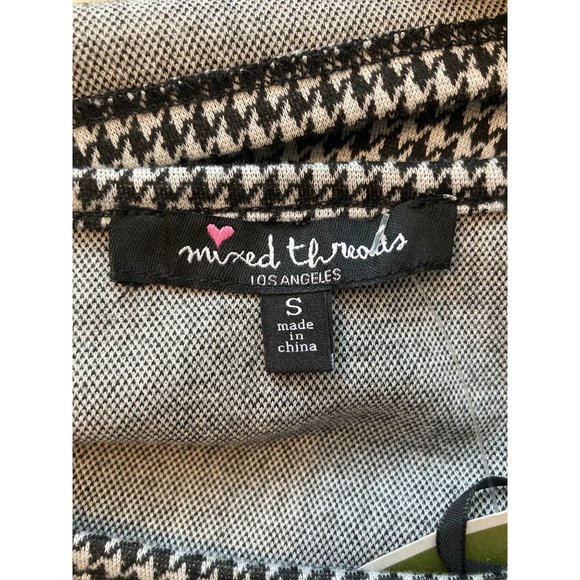 mixed threads
LOS ANGELES
S
made
in
china